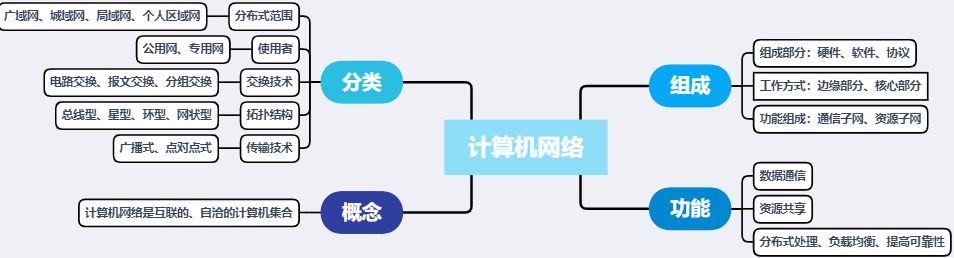 计算机网络
分类
分布式范围
广域网、城域网、局域网、个人区域网
使用者
公用网、专用网
交换技术
电路交换、报文交换、分组交换
拓扑结构
总线型、星型、环型、网状型
传输技术
广播式、点对点式
概念
计算机网络是互联的、自洽的计算机集合
组成
组成部分：硬件、软件、协议
工作方式：边缘部分、核心部分
功能组成：通信子网、资源子网
功能
数据通信
资源共享
分布式处理、负载均衡、提高可靠性